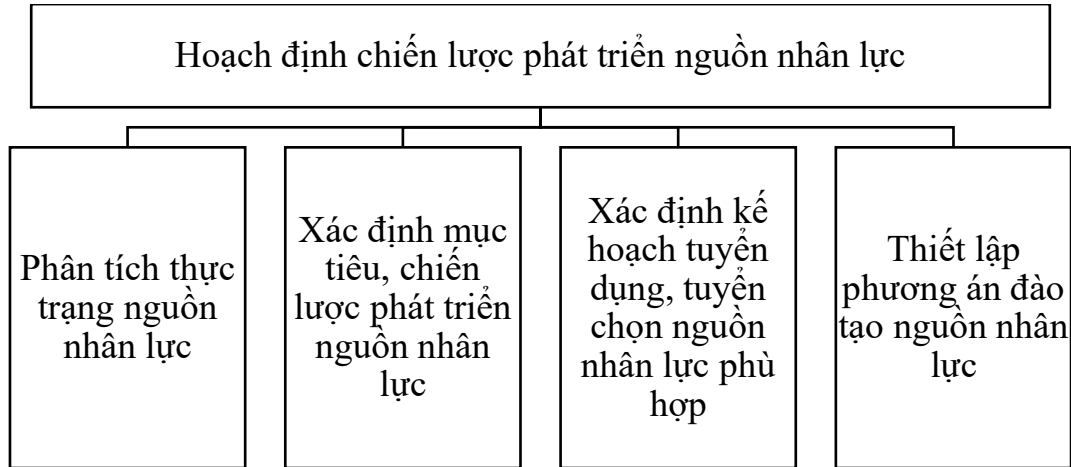 Hoạch định chiến lược phát triển nguồn nhân lực
Phân tích thực
trạng nguồn
nhân lực
Xác định mục
tiêu, chiến
lược phát triển
nguồn nhân
lực
Xác định kế
hoạch tuyển
dụng, tuyển
chọn nguồn
nhân lực phù
hợp
Thiết lập
phương án đào
tạo nguồn nhân
lực